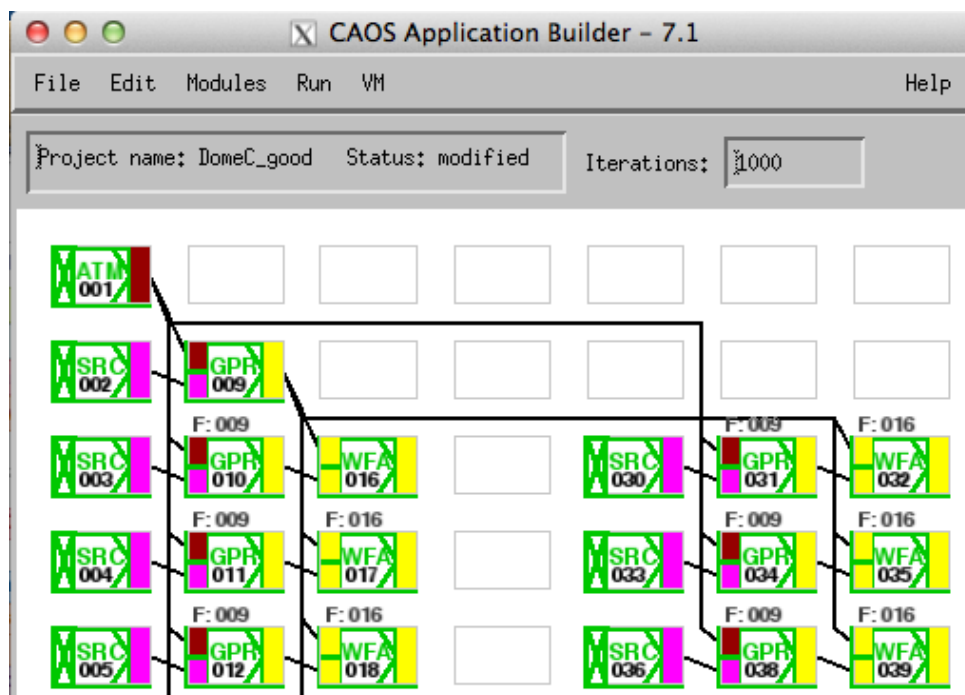 CAOS Application Builder - 7.1
File Edit Modules Run VM Help
Project name: DomeC_good Status: modified Iterations: 1000
ATM
001
SRC GPR
002 009
F: 009 F: 009 F: 016
SRC GPR WFA SRC GPR WFA
003 010 016 030 031 032
F: 009 F: 016 F: 009 F: 016
SRC GPR WFA SRC GPR WFA
004 011 017 033 034 035
F: 009 F: 016 F: 009 F: 016
SRC GPR WFA SRC GPR WFA
005 012 018 036 038 039